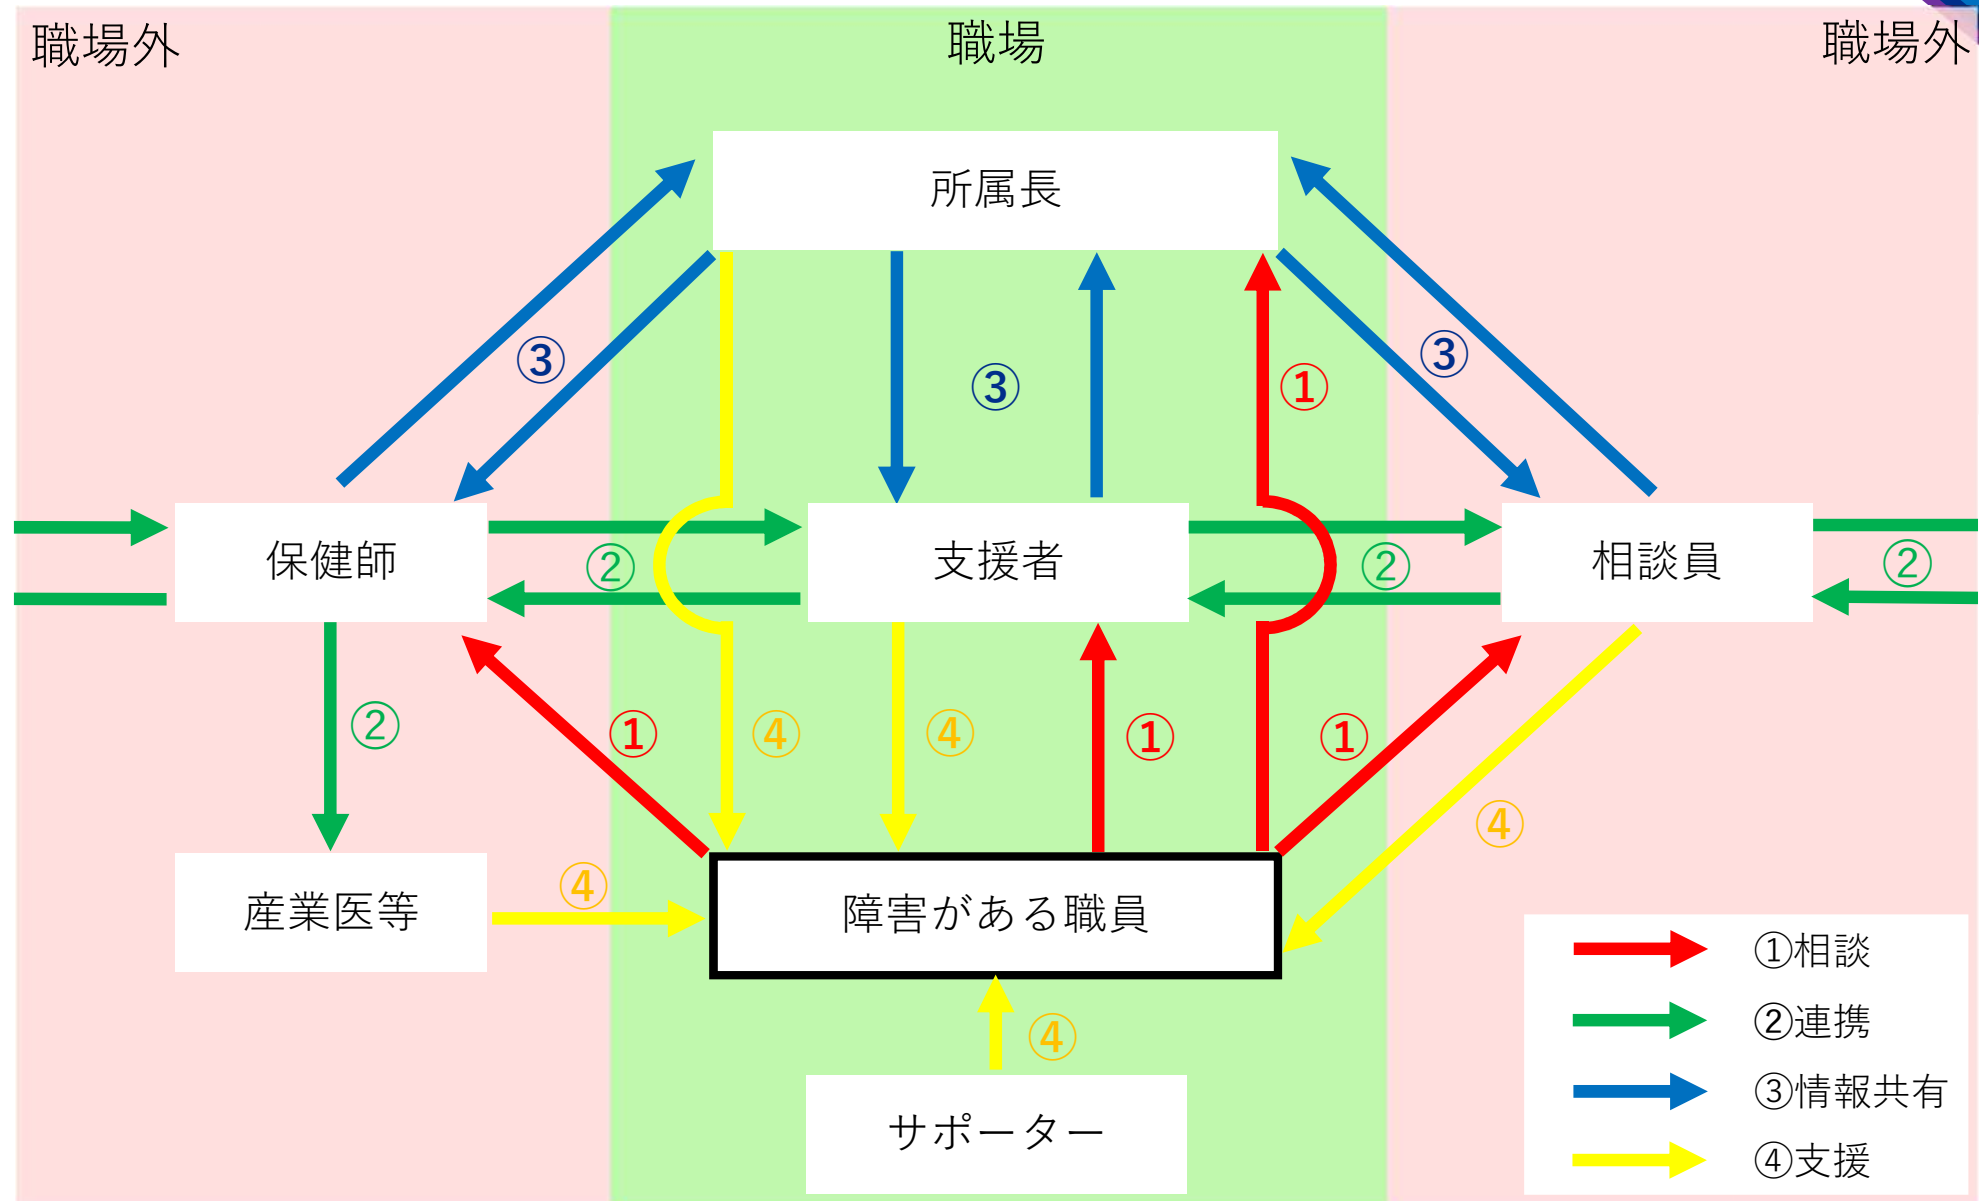 職場外
職場
職場外
所属長
③
③
③
①
保健師
支援者
相談員
②
②
②
②
①
④
④
①
①
④
産業医等
④
障害がある職員
④
サポーター
①相談
②連携
③情報共有
④支援